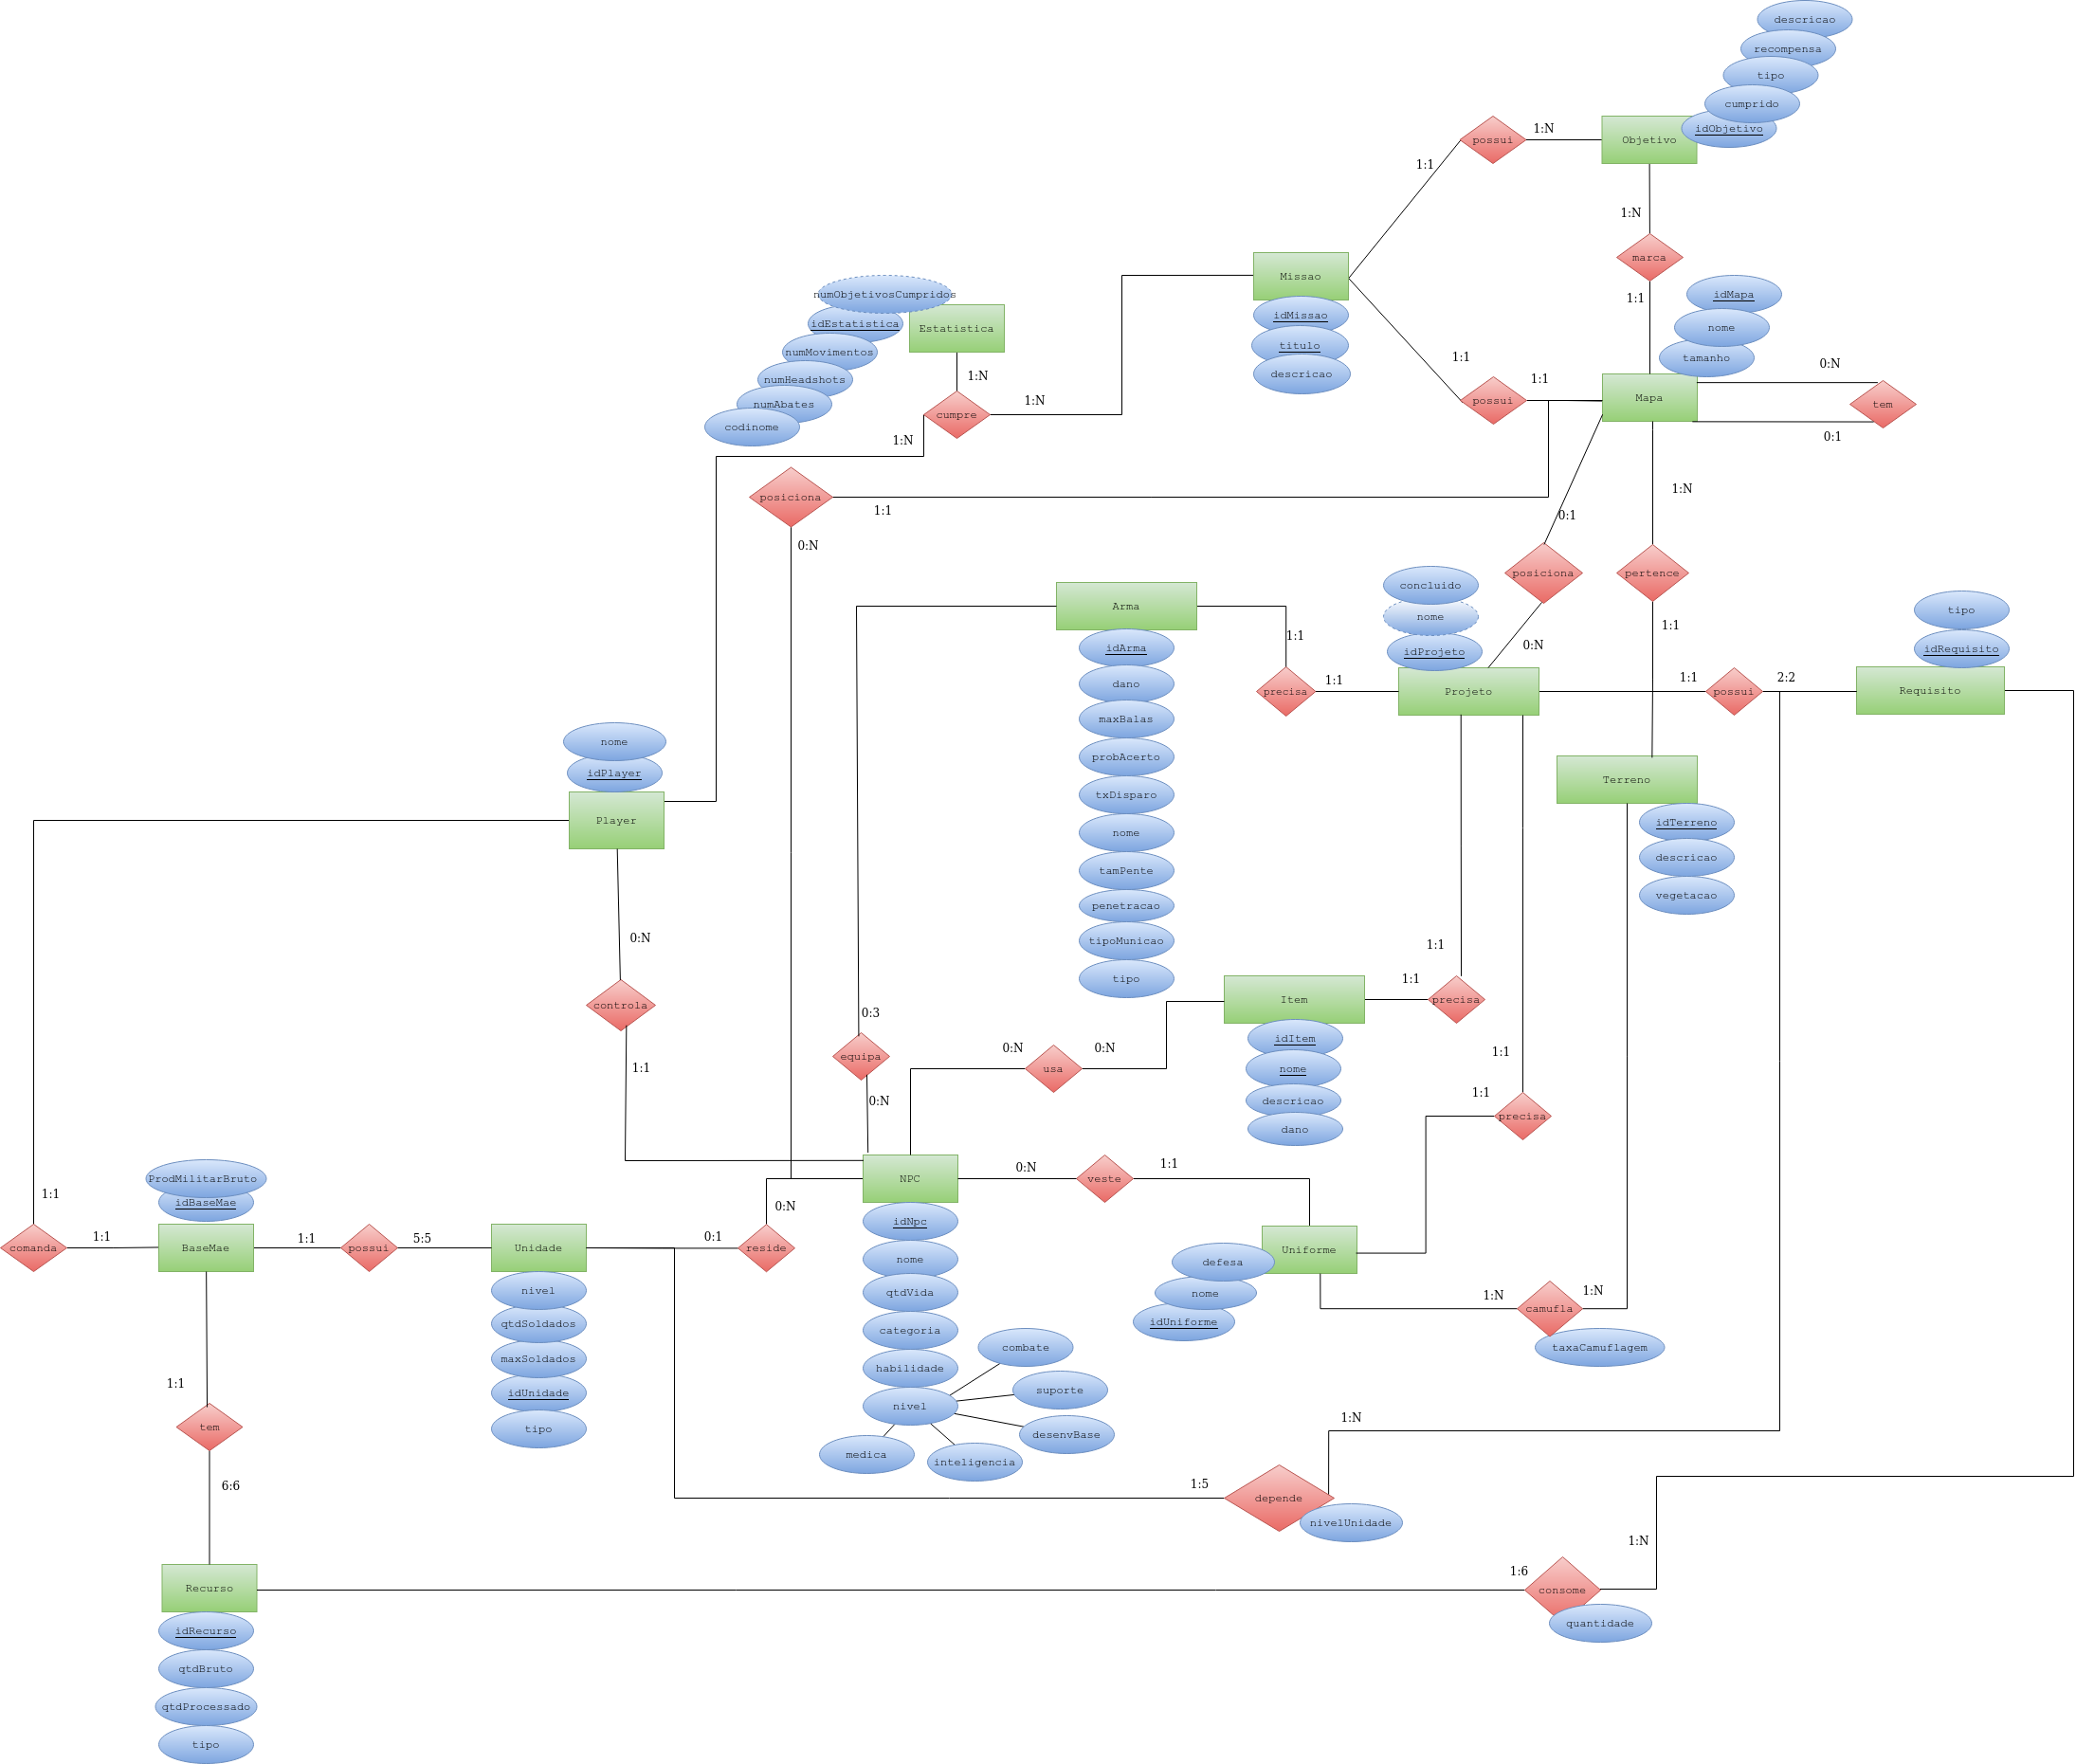 descricao
recompensa
tipo
cumprido
idObjetivo
Objetivo
possui
1:N
1:1
1:N
marca
1:1
Missao
idMissao
titulo
descricao
numObjetivosCumpridos
idEstatistica
numMovimentos
numHeadshots
numAbates
codinome
Estatistica
1:N
cumpre
1:N
1:N
idMapa
nome
tamanho
Mapa
0:N
tem
0:1
1:1
possui
1:1
posiciona
1:1
0:N
0:1
posiciona
0:N
1:N
pertence
1:1
Arma
idArma
dano
maxBalas
probAcerto
txDisparo
nome
tamPente
penetracao
tipoMunicao
tipo
1:1
precisa
1:1
concluido
nome
idProjeto
Projeto
1:1
possui
2:2
tipo
idRequisito
Requisito
Terreno
idTerreno
descricao
vegetacao
nome
idPlayer
Player
0:N
controla
1:1
0:3
equipa
0:N
0:N
usa
0:N
Item
idItem
nome
descricao
dano
1:1
precisa
1:1
1:1
precisa
1:1
NPC
idNpc
nome
qtdVida
categoria
habilidade
nivel
combate
suporte
desenvBase
inteligencia
medica
0:N
veste
1:1
Uniforme
defesa
nome
idUniforme
1:N
camufla
1:N
taxaCamuflagem
1:1
comanda
1:1
ProdMilitarBruto
idBaseMae
BaseMae
1:1
possui
5:5
Unidade
nivel
qtdSoldados
maxSoldados
idUnidade
tipo
0:1
reside
0:N
1:1
tem
6:6
1:5
depende
1:N
nivelUnidade
Recurso
idRecurso
qtdBruto
qtdProcessado
tipo
1:6
consome
1:N
quantidade